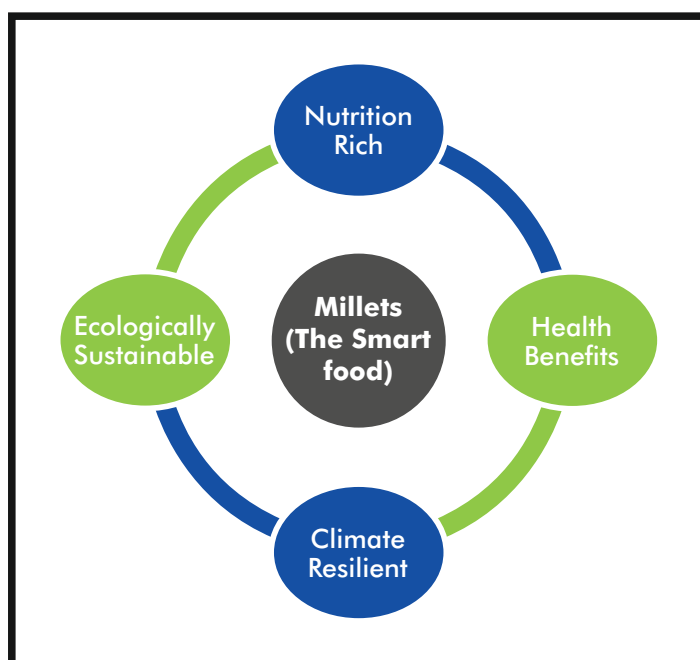 Nutrition
Rich
Ecologically
Sustainable
Millets
(The Smart
food)
Health
Benefits
Climate
Resilient